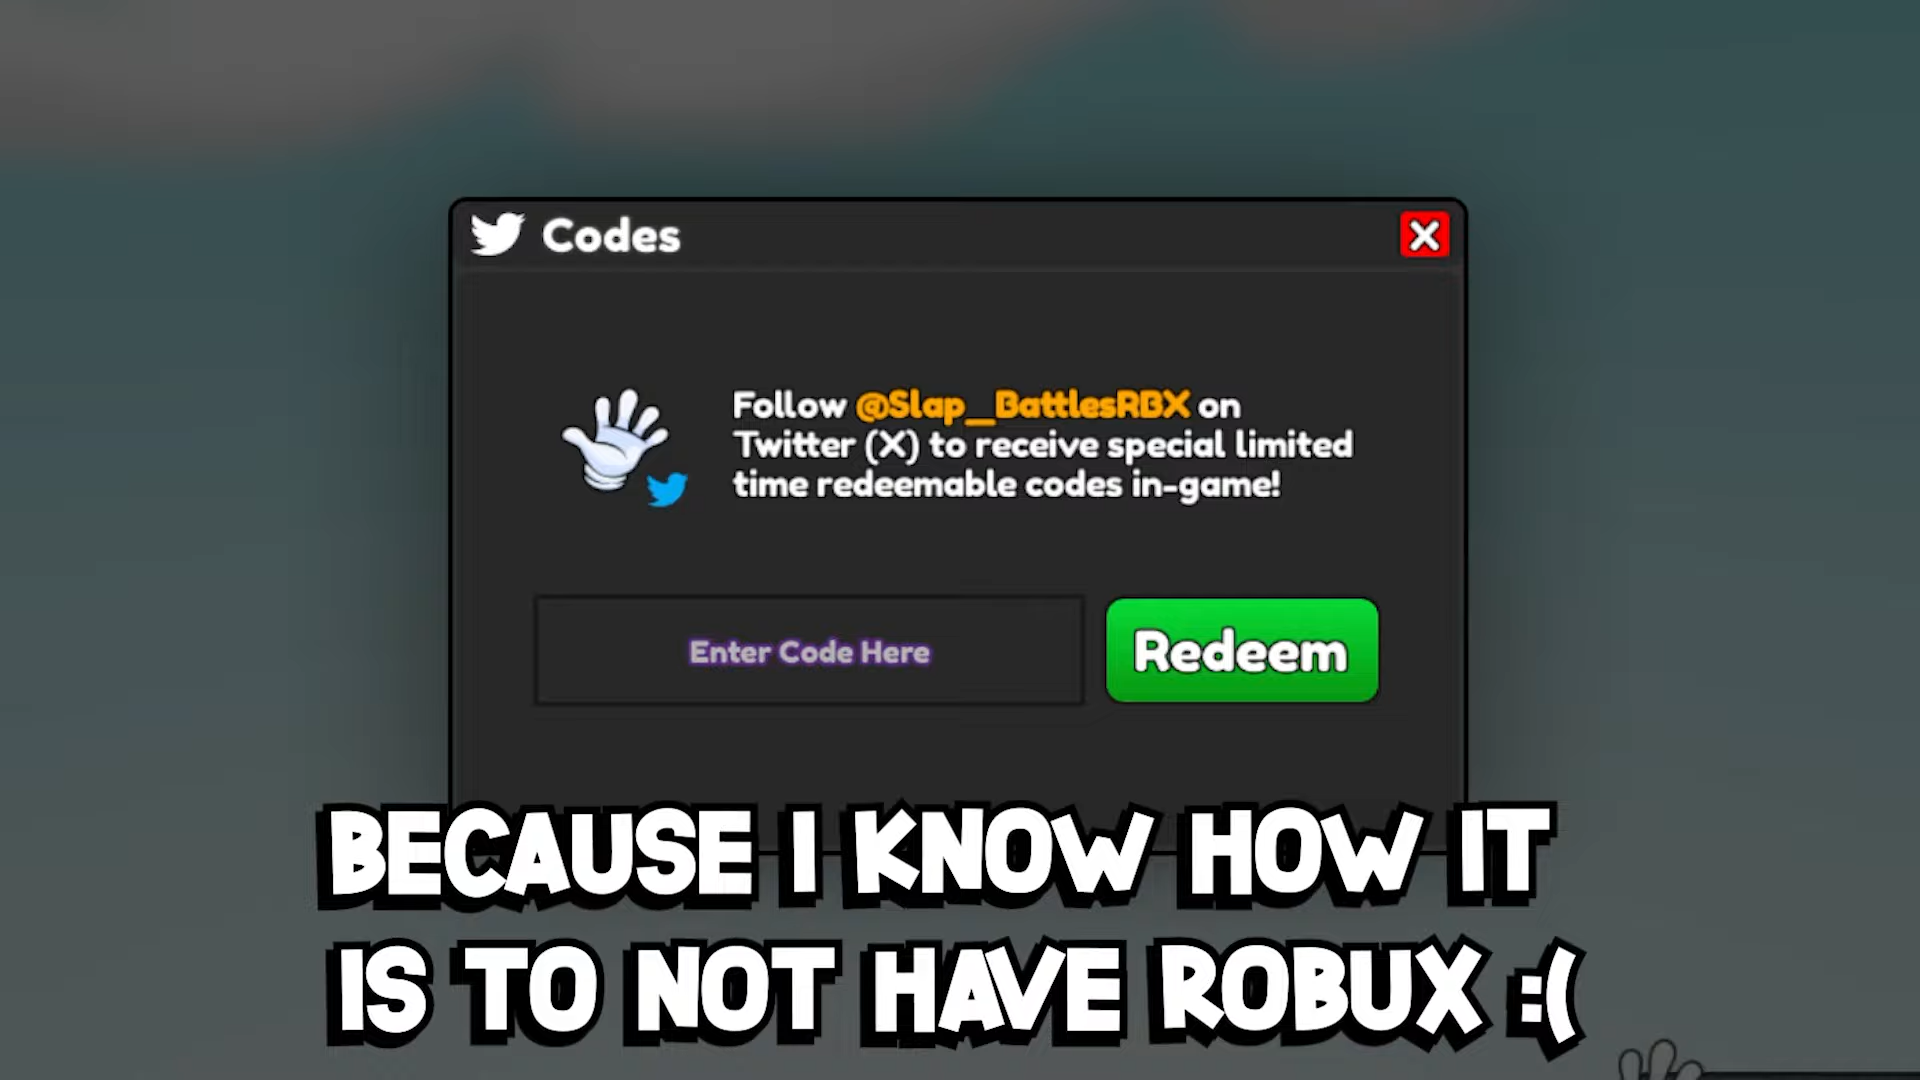 Codes
X
Follow @Slap_BattlesRBX on
Twitter (X) to receive special limited
time redeemable codes in-game!
Enter Code Here
Redeem
BECAUSE I KNOW HOW IT
IS TO NOT HAVE ROBUX :(